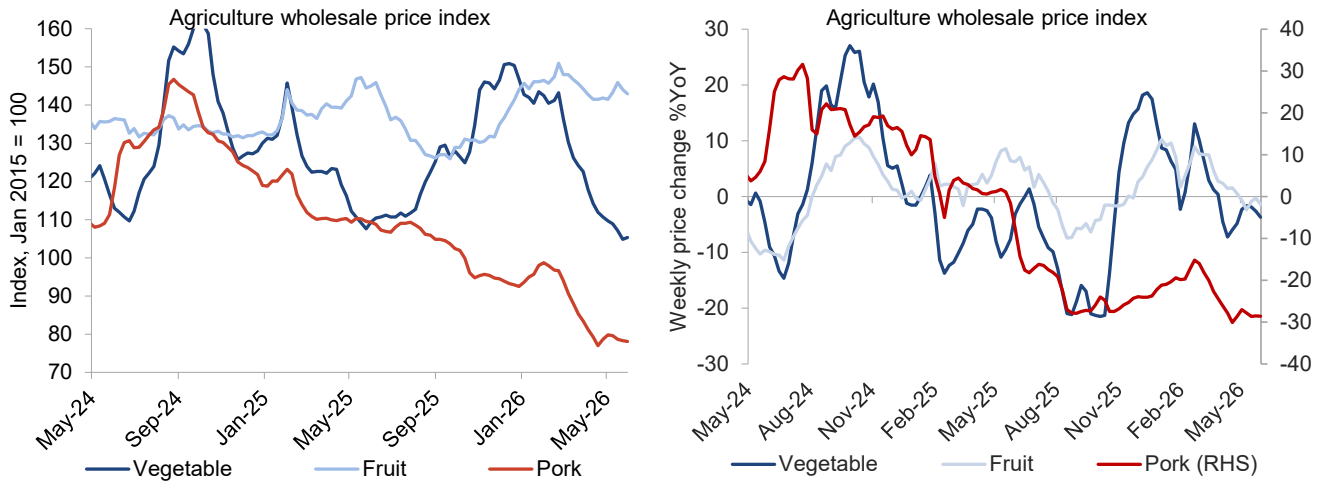 Agriculture wholesale price index
Index, Jan 2015 = 100
160
150
140
130
120
110
100
90
80
70
May-24
Sep-24
Jan-25
May-25
Sep-25
Jan-26
May-26
Vegetable
Fruit
Pork
Agriculture wholesale price index
Weekly price change %YoY
30
20
10
0
-10
-20
-30
40
30
20
10
0
-10
-20
-30
-40
May-24
Aug-24
Nov-24
Feb-25
May-25
Aug-25
Nov-25
Feb-26
May-26
Vegetable
Fruit
Pork (RHS)